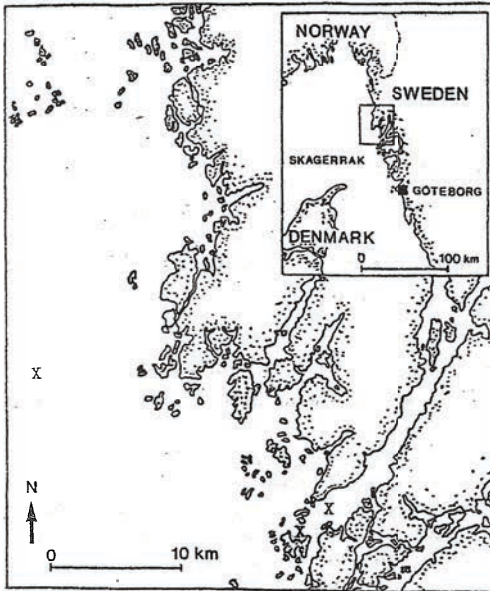 NORWAY
SWEDEN
SKAGERRAK
GÖTEBORG
DENMARK
0 100 km
X
N
X
0 10 km